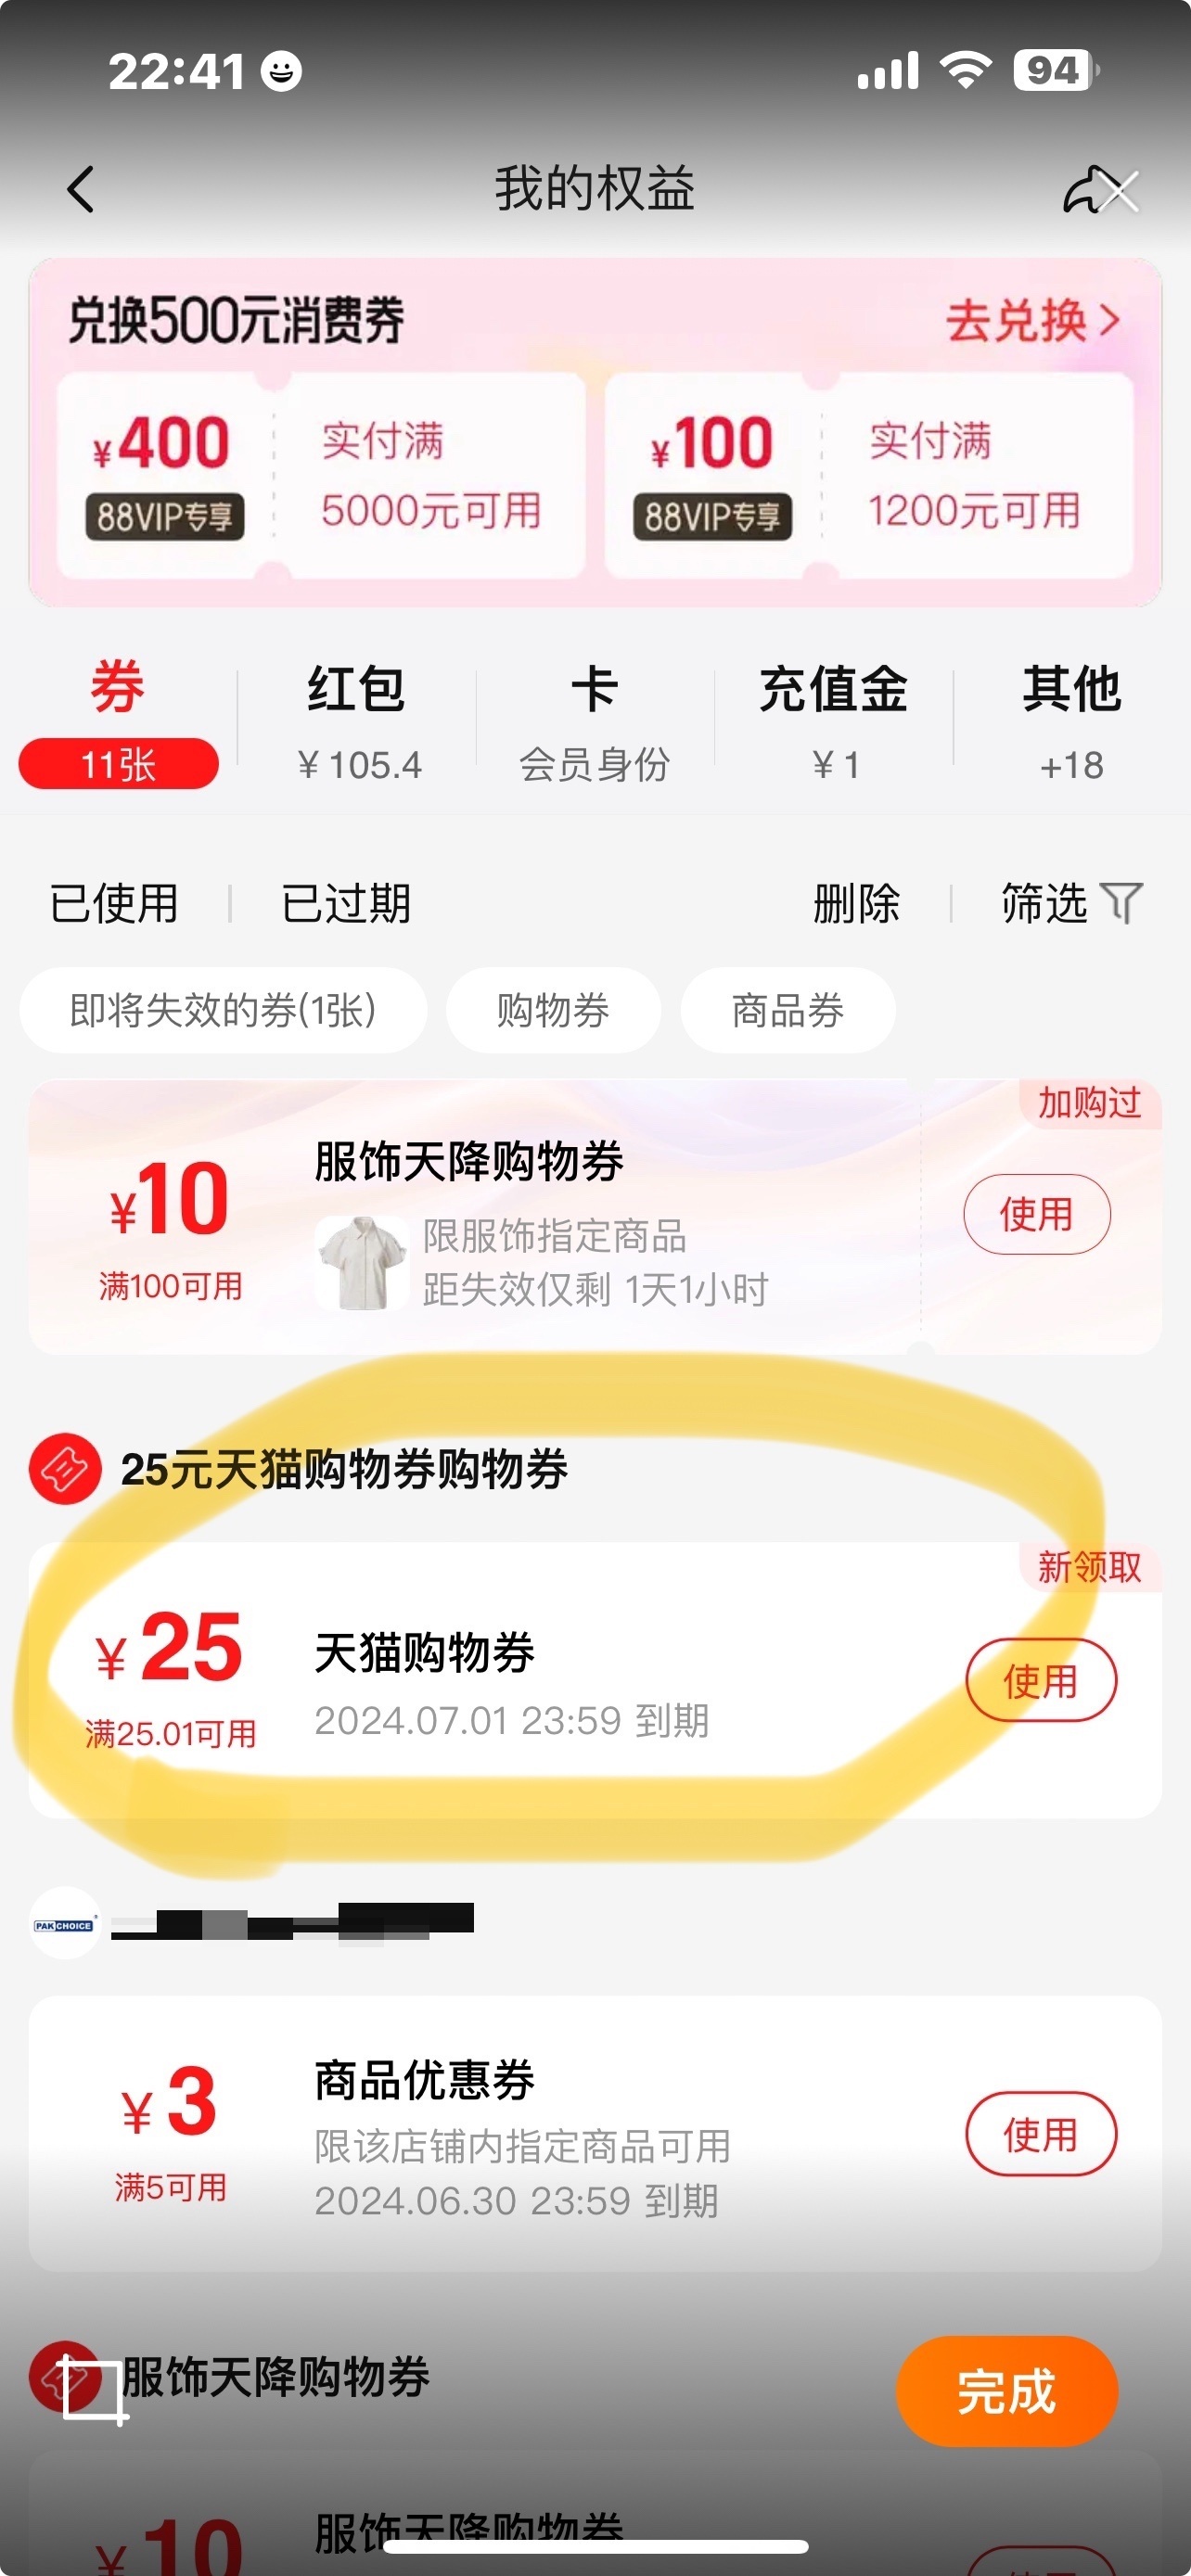 22:41
94
我的权益
兑换500元消费券
去兑换
¥400
88VIP专享
实付满
5000元可用
¥100
88VIP专享
实付满
1200元可用
券
红包
卡
充值金
其他
11张
¥105.4
会员身份
¥1
+18
已使用
已过期
删除
筛选
即将失效的券(1张)
购物券
商品券
加购过
¥10
满100可用
服饰天降购物券
限服饰指定商品
距失效仅剩 1天1小时
使用
25元天猫购物券购物券
新领取
¥25
满25.01可用
天猫购物券
2024.07.01 23:59 到期
使用
PAKCHOICE
¥3
满5可用
商品优惠券
限该店铺内指定商品可用
2024.06.30 23:59 到期
使用
服饰天降购物券
完成
¥10
服饰天降购物券